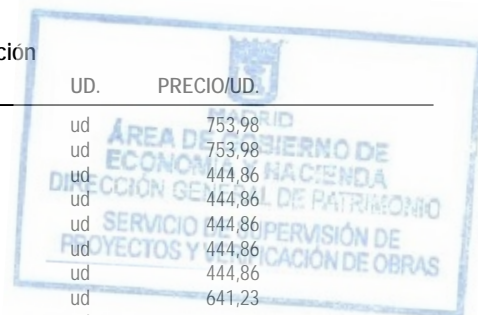 ción
UD. PRECIO/UD.
MADRID
ud 753,98
ÁREA DE GOBIERNO DE
ud 753,98
ECONOMÍA Y HACIENDA
ud 444,86
DIRECCIÓN GENERAL DE PATRIMONIO
ud 444,86
SERVICIO DE SUPERVISIÓN DE
ud 444,86
PROYECTOS Y VERIFICACIÓN DE OBRAS
ud 444,86
ud 444,86
ud 641,23